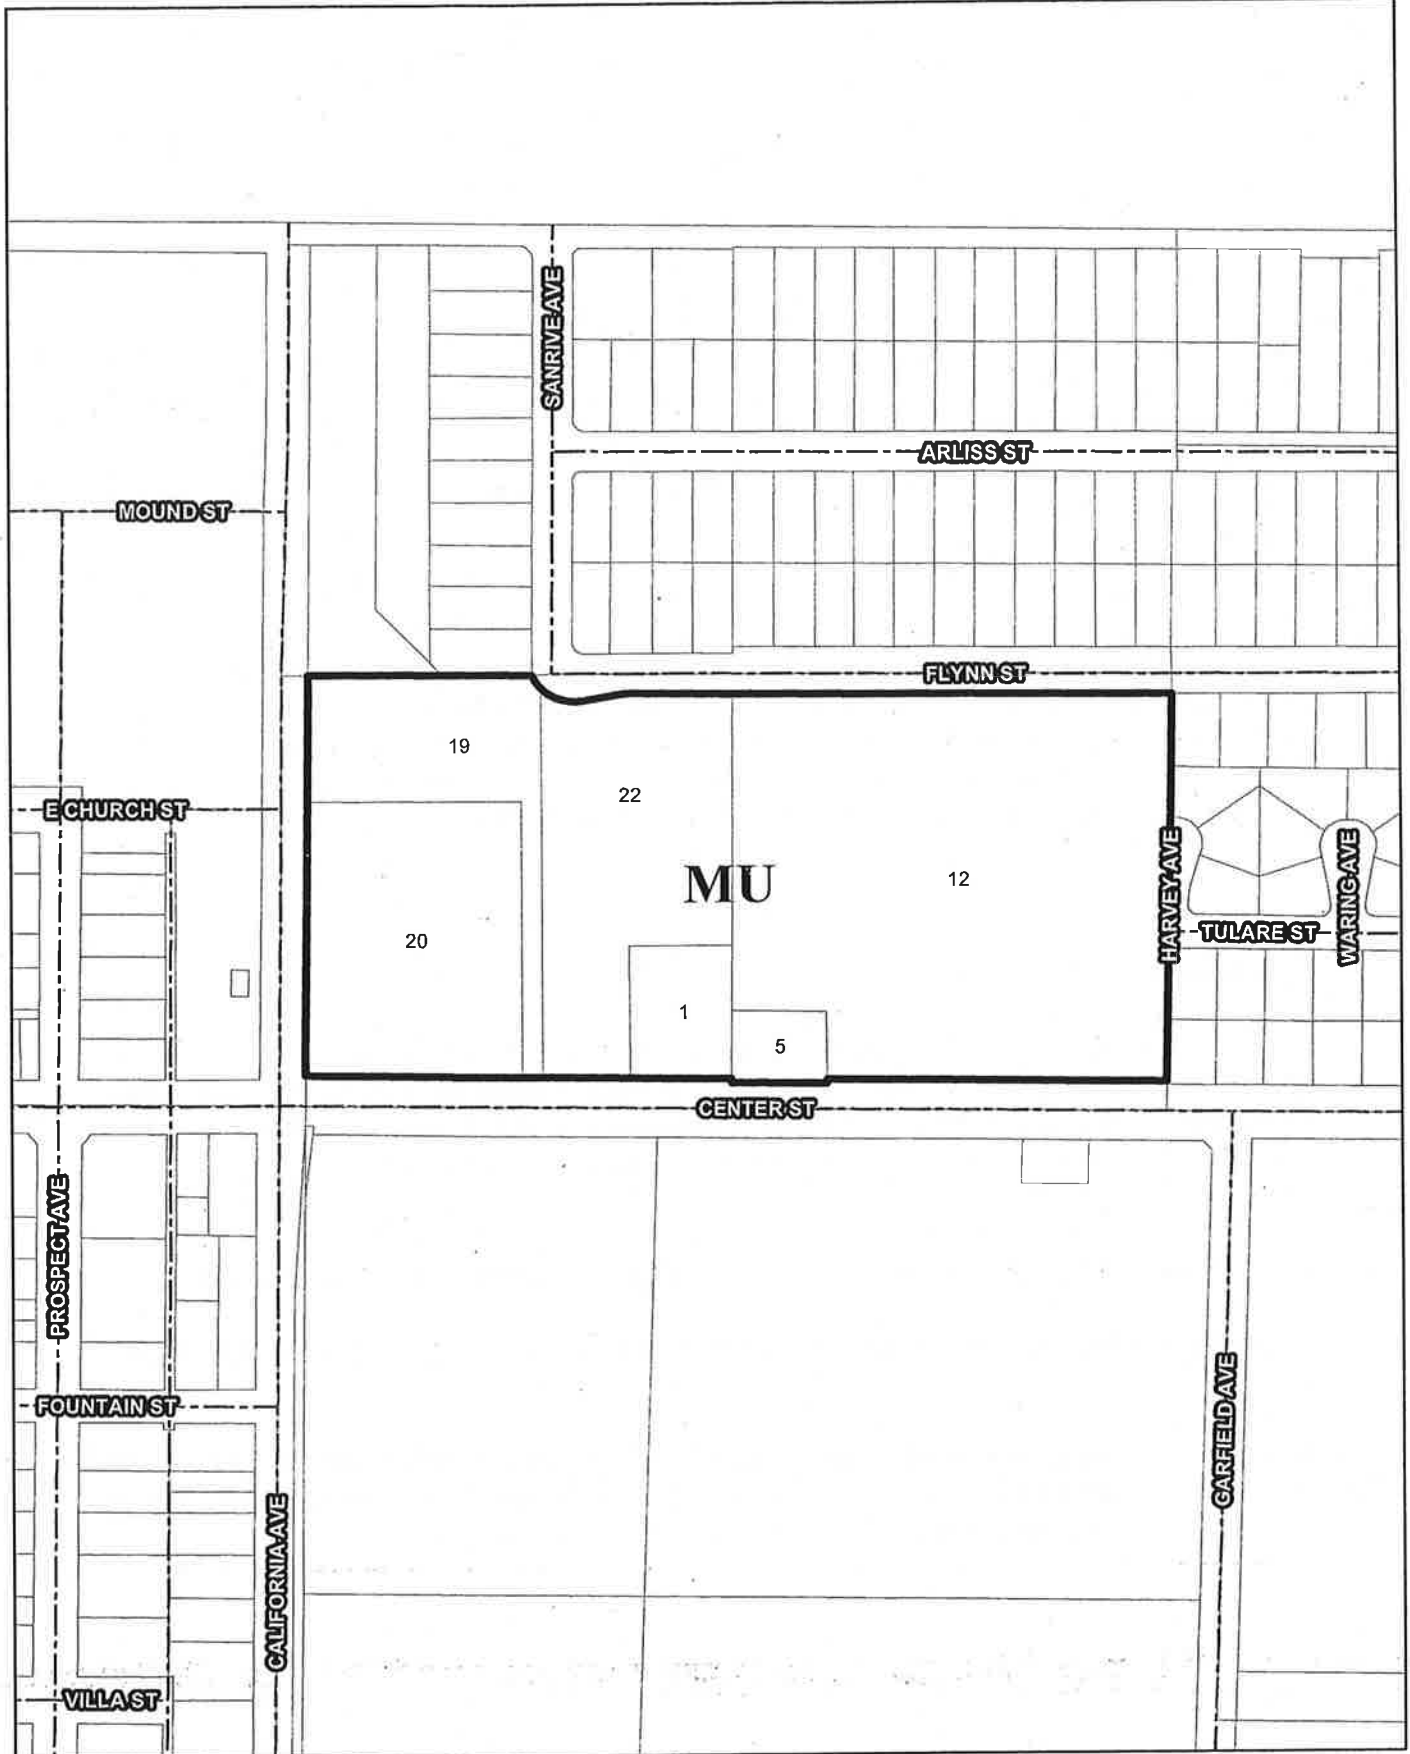 SANRIVE AVE
ARLISS ST
MOUND ST
FLYNN ST
19
22
E CHURCH ST
MU
12
HARVEY AVE
WARING AVE
20
TULARE ST
1
5
CENTER ST
PROSPECT AVE
FOUNTAIN ST
GARFIELD AVE
CALIFORNIA AVE
VILLA ST